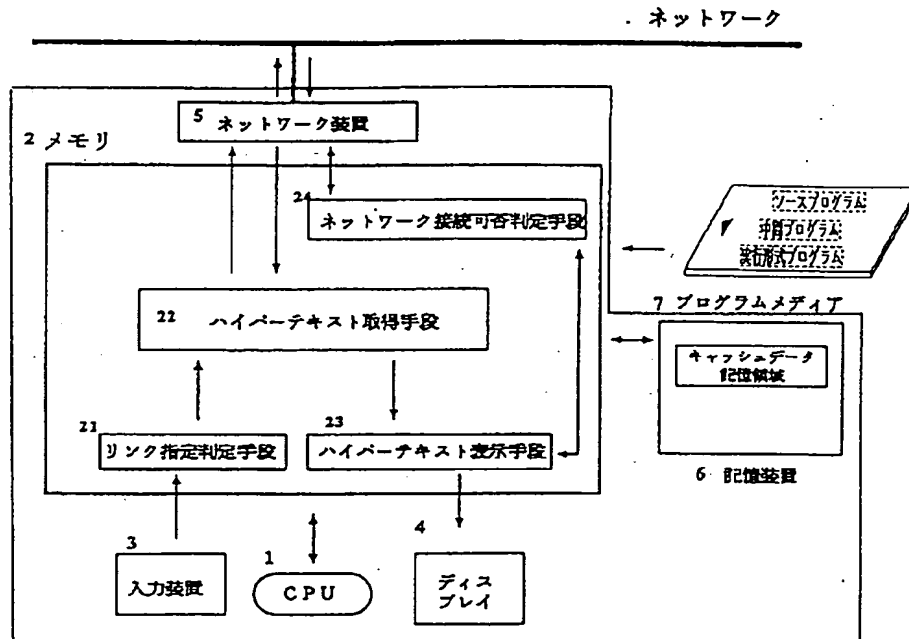 ネットワーク
5 ネットワーク装置
2 メモリ
24
ネットワーク接続可否判定手段
ソースプログラム
中間プログラム
実行形式プログラム
22 ハイパーテキスト取得手段
7 プログラムメディア
キャッシュデータ
記憶領域
21
リンク指定判定手段
23
ハイパーテキスト表示手段
6 記憶装置
3
入力装置
1
CPU
4
ディス
プレイ